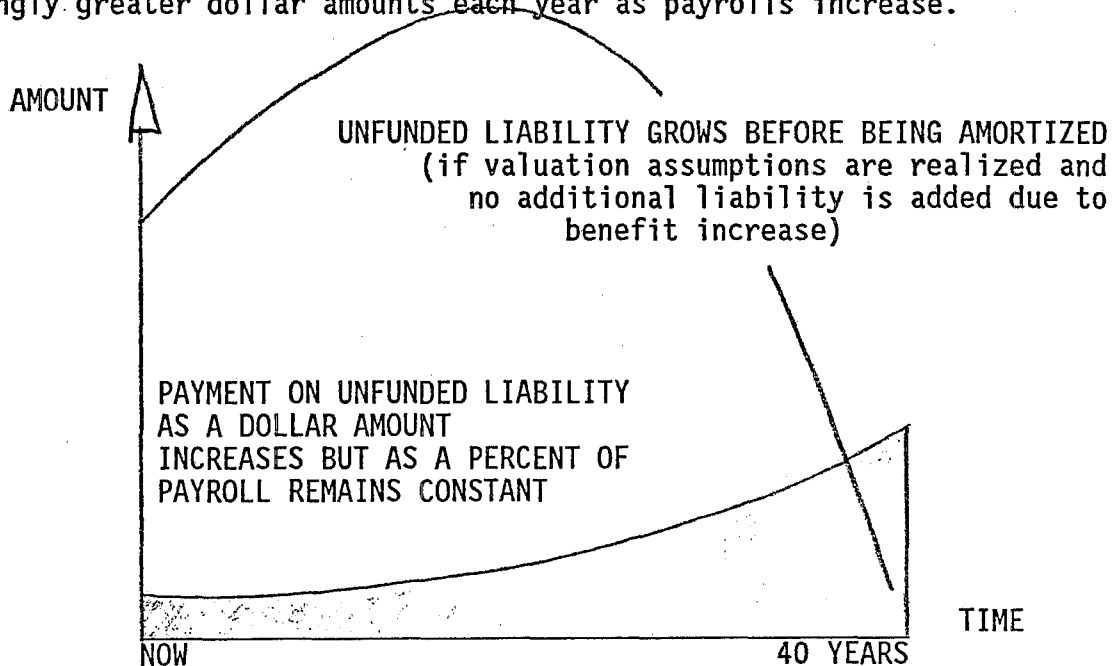 ngly greater dollar amounts each year as payrolls increase.
AMOUNT
UNFUNDED LIABILITY GROWS BEFORE BEING AMORTIZED
(if valuation assumptions are realized and
no additional liability is added due to
benefit increase)
PAYMENT ON UNFUNDED LIABILITY
AS A DOLLAR AMOUNT
INCREASES BUT AS A PERCENT OF
PAYROLL REMAINS CONSTANT
TIME
NOW
40 YEARS